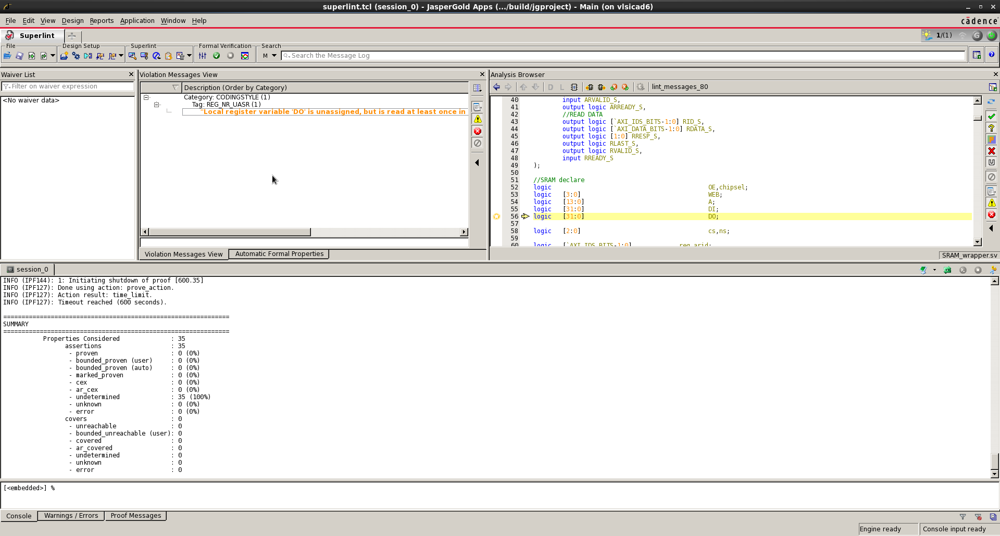 superlint.tcl (session_0) - JasperGold Apps (.../build/jgproject) - Main (on vlsicad6)
File Edit View Design Reports Application Window Help
cādence
Superlint
1/(1)
File Design Setup Superlint Formal Verification Search
M Search the Message Log
Waiver List
Filter on waiver expression
<No waiver data>
Violation Messages View
Description (Order by Category)
Category: CODINGSTYLE (1)
Tag: REG_NR_UASR (1)
"Local register variable 'DO' is unassigned, but is read at least once in
Violation Messages View Automatic Formal Properties
Analysis Browser
D L lint_messages_80
40 input ARVALID_S,
41 output logic ARREADY_S,
42 //READ DATA
43 output logic [`AXI_IDS_BITS-1:0] RID_S,
44 output logic [`AXI_DATA_BITS-1:0] RDATA_S,
45 output logic [1:0] RRESP_S,
46 output logic RLAST_S,
47 output logic RVALID_S,
48 input RREADY_S
49 );
50
51 //SRAM declare
52 logic OE,chipsel;
53 logic [3:0] WEB;
54 logic [13:0] A;
55 logic [31:0] DI;
56 logic [31:0] DO;
57
58 logic [2:0] cs,ns;
59
60 logic [`AXI_IDS_BITS-1:0] reg_arid;
SRAM_wrapper.sv
session_0
INFO (IPF144): 1: Initiating shutdown of proof [600.35]
INFO (IPF127): Done using action: prove_action.
INFO (IPF127): Action result: time_limit.
INFO (IPF127): Timeout reached (600 seconds).
==============================================================
SUMMARY
==============================================================
Properties Considered : 35
assertions : 35
- proven : 0 (0%)
- bounded_proven (user) : 0 (0%)
- bounded_proven (auto) : 0 (0%)
- marked_proven : 0 (0%)
- cex : 0 (0%)
- ar_cex : 0 (0%)
- undetermined : 35 (100%)
- unknown : 0 (0%)
- error : 0 (0%)
covers : 0
- unreachable : 0
- bounded_unreachable (user): 0
- covered : 0
- ar_covered : 0
- undetermined : 0
- unknown : 0
- error : 0
[<embedded>] %
Console Warnings / Errors Proof Messages
Engine ready Console input ready